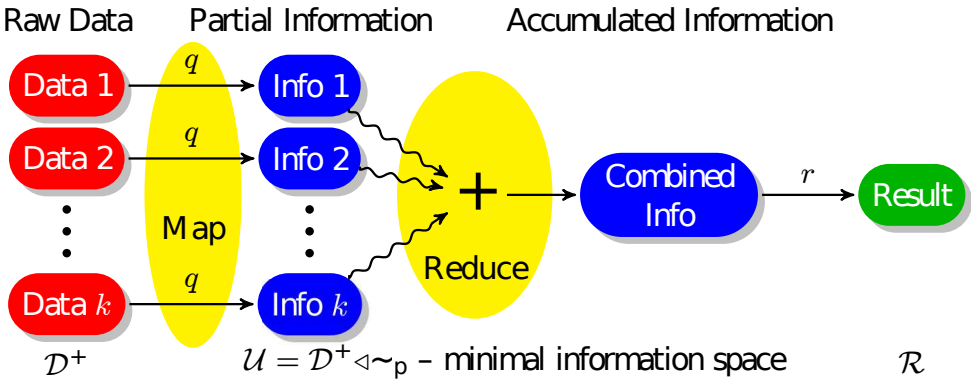 Raw Data Partial Information Accumulated Information
Data 1 q Info 1
Data 2 q Info 2
Map
+
Combined
Info
r
Result
Reduce
Data k q Info k
𝒟⁺ 𝒰 = 𝒟⁺ ◁∼ₚ – minimal information space ℛ